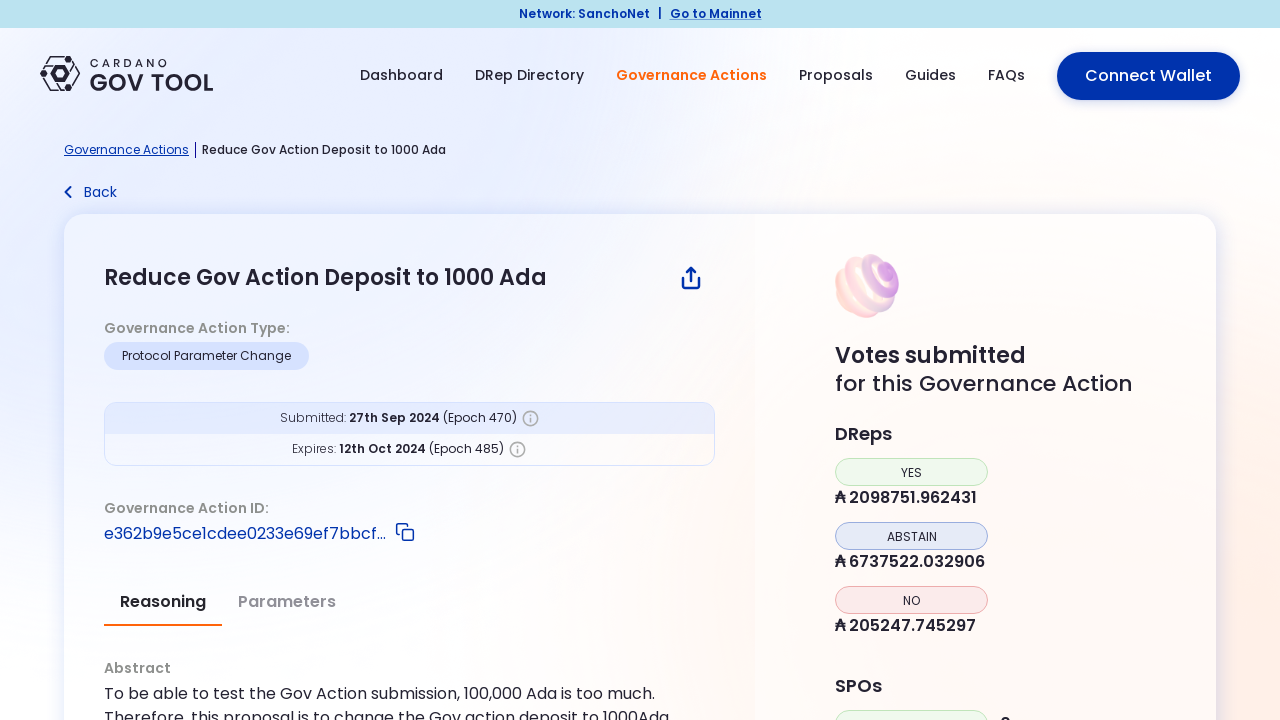 Network: SanchoNet | Go to Mainnet
CARDANO
GOV TOOL
Dashboard
DRep Directory
Governance Actions
Proposals
Guides
FAQs
Connect Wallet
Governance Actions | Reduce Gov Action Deposit to 1000 Ada
Back
Reduce Gov Action Deposit to 1000 Ada
Governance Action Type:
Protocol Parameter Change
Submitted: 27th Sep 2024 (Epoch 470)
Expires: 12th Oct 2024 (Epoch 485)
Governance Action ID:
e362b9e5ce1cdee0233e69ef7bbcf...
Reasoning
Parameters
Abstract
To be able to test the Gov Action submission, 100,000 Ada is too much.
Therefore, this proposal is to change the Gov action deposit to 1000Ada
Votes submitted
for this Governance Action
DReps
YES
₳ 2098751.962431
ABSTAIN
₳ 6737522.032906
NO
₳ 205247.745297
SPOs